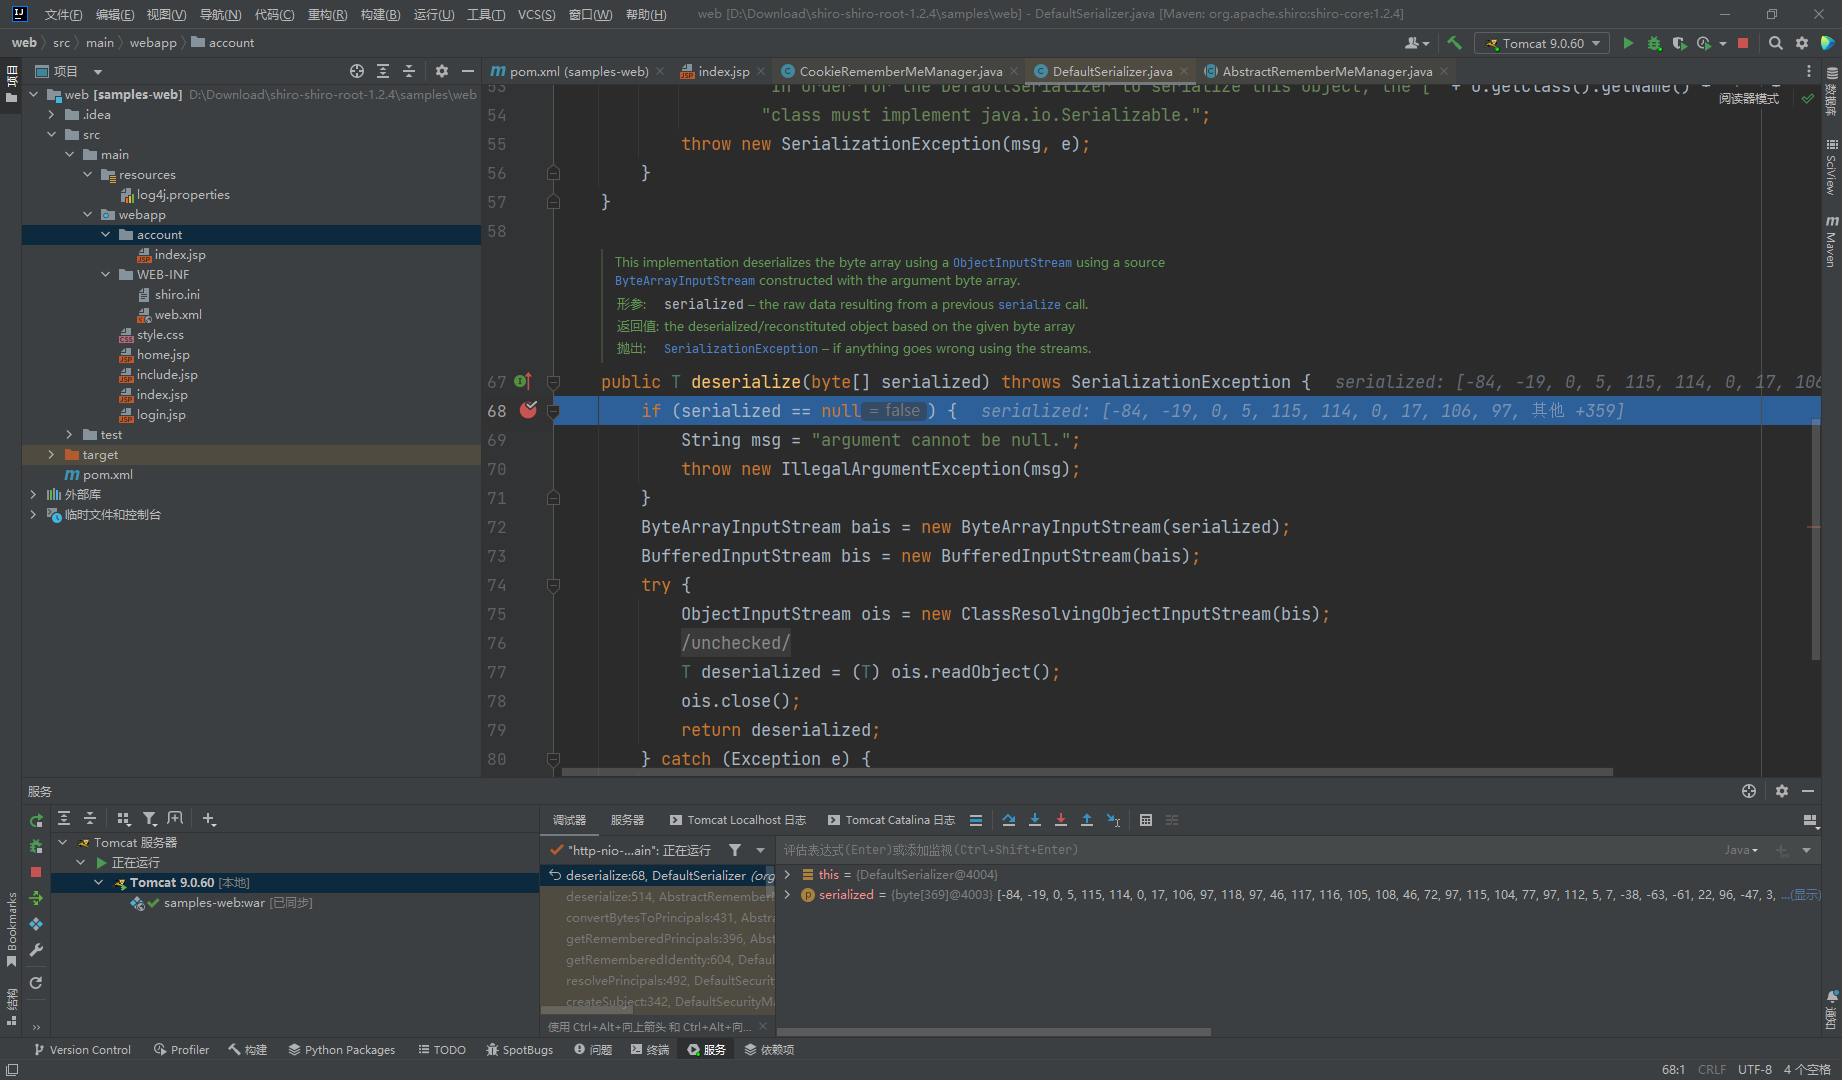 文件(F) 编辑(E) 视图(V) 导航(N) 代码(C) 重构(R) 构建(B) 运行(U) 工具(T) VCS(S) 窗口(W) 帮助(H) web [D:\Download\shiro-shiro-root-1.2.4\samples\web] - DefaultSerializer.java [Maven: org.apache.shiro:shiro-core:1.2.4]
web src main webapp account Tomcat 9.0.60
项目 pom.xml (samples-web) index.jsp CookieRememberMeManager.java DefaultSerializer.java AbstractRememberMeManager.java
项目
web [samples-web] D:\Download\shiro-shiro-root-1.2.4\samples\web
.idea
src
main
resources
log4j.properties
webapp
account
index.jsp
WEB-INF
shiro.ini
web.xml
style.css
home.jsp
include.jsp
index.jsp
login.jsp
test
target
pom.xml
外部库
临时文件和控制台
53 "In order for the DefaultSerializer to serialize this object, the [" + o.getClass().getName() +
阅读器模式
54 "class must implement java.io.Serializable.";
55 throw new SerializationException(msg, e);
56 }
57 }
58
This implementation deserializes the byte array using a ObjectInputStream using a source
ByteArrayInputStream constructed with the argument byte array.
形参: serialized – the raw data resulting from a previous serialize call.
返回值: the deserialized/reconstituted object based on the given byte array
抛出: SerializationException – if anything goes wrong using the streams.
67 public T deserialize(byte[] serialized) throws SerializationException { serialized: [-84, -19, 0, 5, 115, 114, 0, 17, 106
68 if (serialized == null = false ) { serialized: [-84, -19, 0, 5, 115, 114, 0, 17, 106, 97, 其他 +359]
69 String msg = "argument cannot be null.";
70 throw new IllegalArgumentException(msg);
71 }
72 ByteArrayInputStream bais = new ByteArrayInputStream(serialized);
73 BufferedInputStream bis = new BufferedInputStream(bais);
74 try {
75 ObjectInputStream ois = new ClassResolvingObjectInputStream(bis);
76 /unchecked/
77 T deserialized = (T) ois.readObject();
78 ois.close();
79 return deserialized;
80 } catch (Exception e) {
数据库
SciView
Maven
通知
服务
Tomcat 服务器
正在运行
Tomcat 9.0.60 [本地]
samples-web:war [已同步]
调试器 服务器 Tomcat Localhost 日志 Tomcat Catalina 日志
"http-nio-...ain": 正在运行
评估表达式(Enter)或添加监视(Ctrl+Shift+Enter) Java
deserialize:68, DefaultSerializer (org
deserialize:514, AbstractRememberM
convertBytesToPrincipals:431, Abstra
getRememberedPrincipals:396, Abst
getRememberedIdentity:604, Defaul
resolvePrincipals:492, DefaultSecurit
createSubject:342, DefaultSecurityMa
使用 Ctrl+Alt+向上箭头 和 Ctrl+Alt+向...
this = {DefaultSerializer@4004}
serialized = {byte[369]@4003} [-84, -19, 0, 5, 115, 114, 0, 17, 106, 97, 118, 97, 46, 117, 116, 105, 108, 46, 72, 97, 115, 104, 77, 97, 112, 5, 7, -38, -63, -61, 22, 96, -47, 3, ...(显示)
Bookmarks
结构
Version Control Profiler 构建 Python Packages TODO SpotBugs 问题 终端 服务 依赖项
68:1 CRLF UTF-8 4 个空格